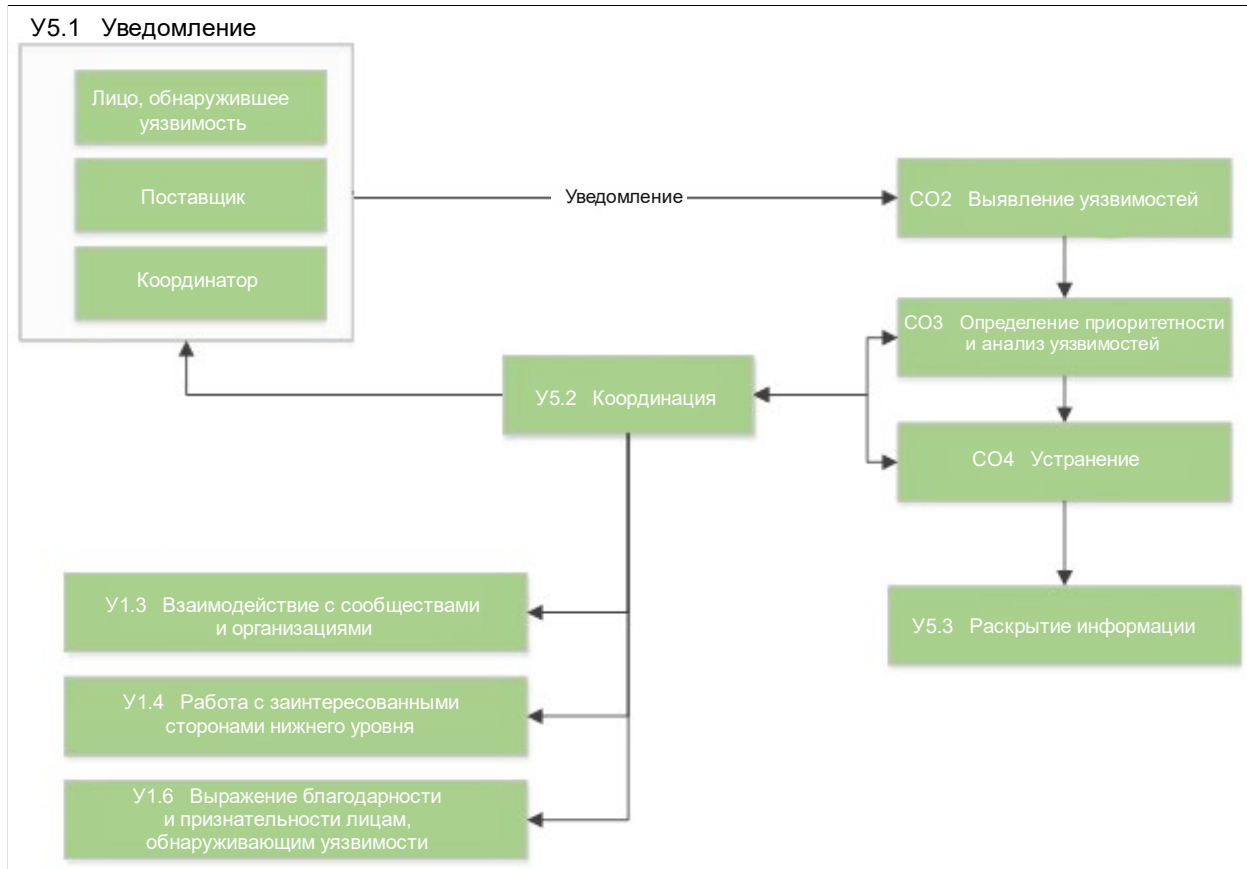 У5.1 Уведомление
Лицо, обнаружившее
уязвимость
Поставщик
Координатор
Уведомление
СО2 Выявление уязвимостей
СО3 Определение приоритетности
и анализ уязвимостей
У5.2 Координация
СО4 Устранение
У1.3 Взаимодействие с сообществами
и организациями
У5.3 Раскрытие информации
У1.4 Работа с заинтересованными
сторонами нижнего уровня
У1.6 Выражение благодарности
и признательности лицам,
обнаруживающим уязвимости